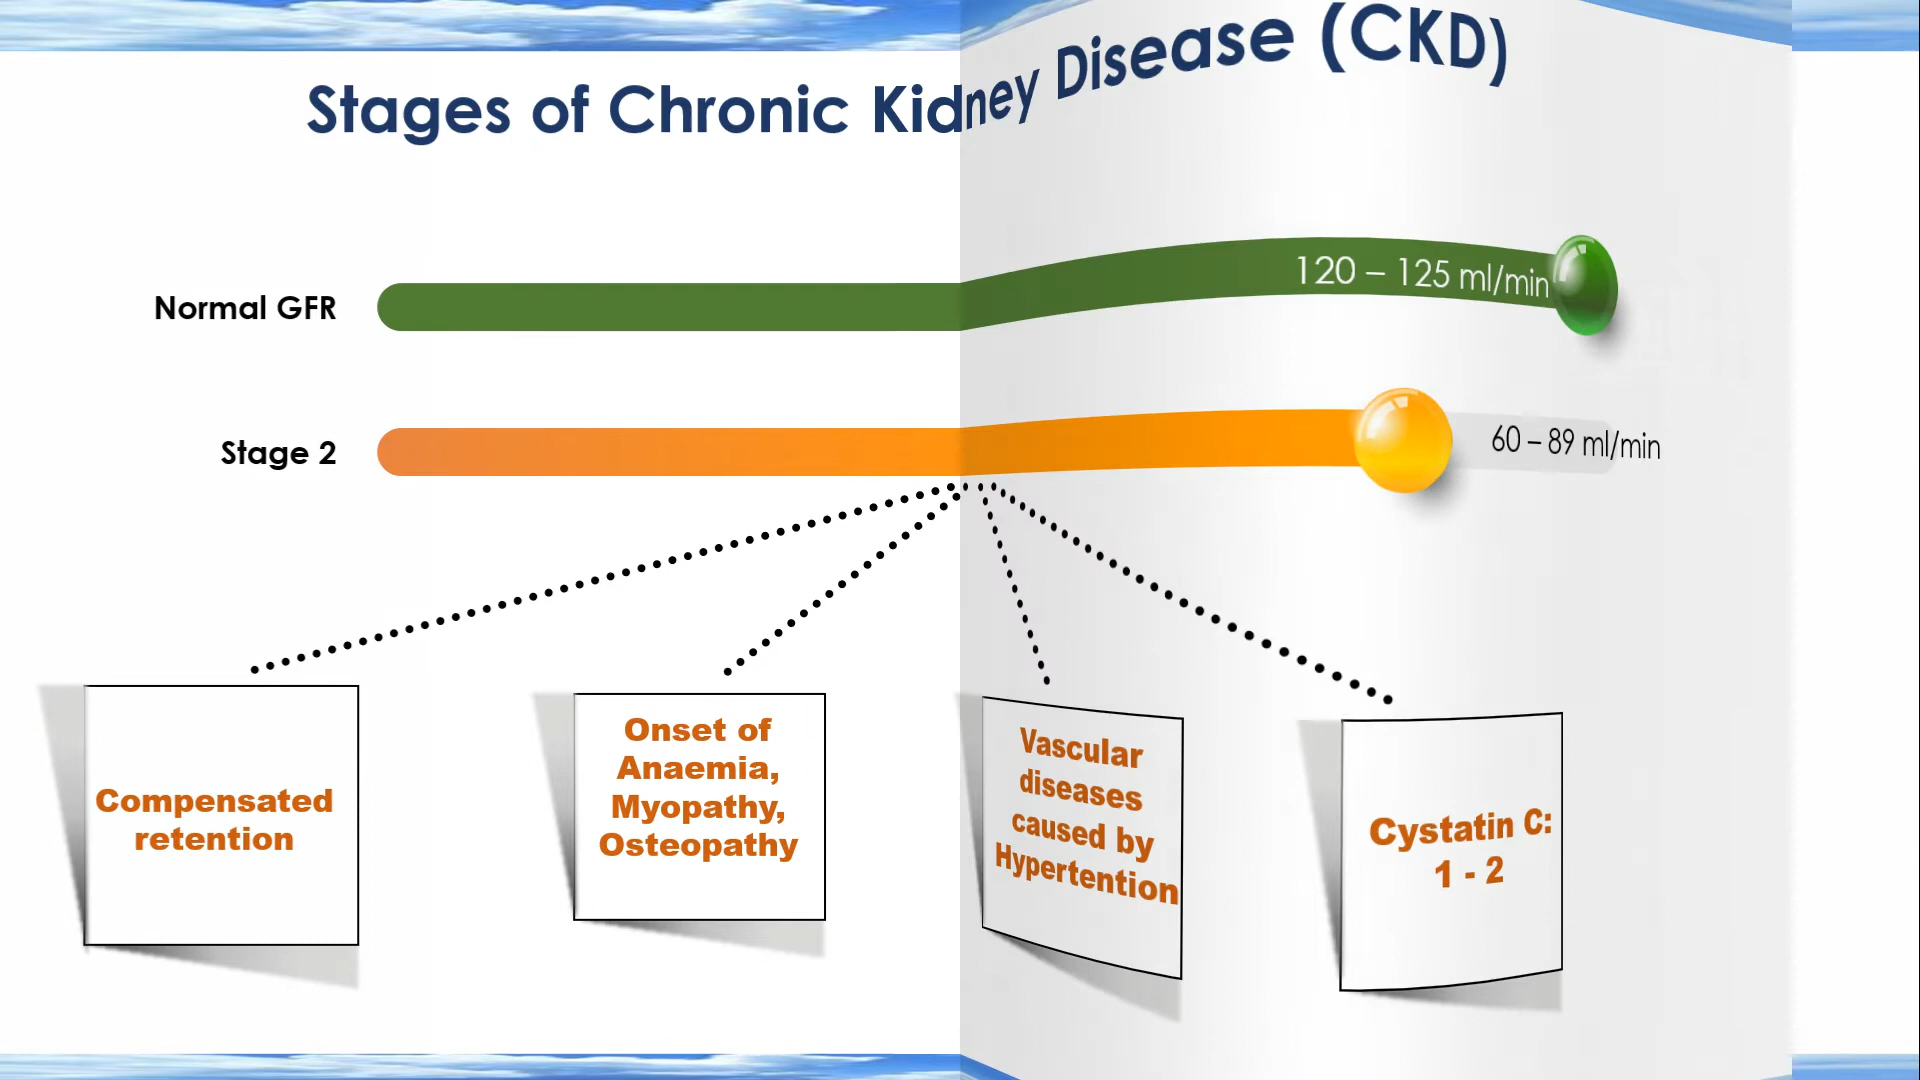 Stages of Chronic Kidney Disease (CKD)
Normal GFR
120 – 125 ml/min
Stage 2
60 – 89 ml/min
Compensated
retention
Onset of
Anaemia,
Myopathy,
Osteopathy
Vascular
diseases
caused by
Hypertention
Cystatin C:
1 - 2